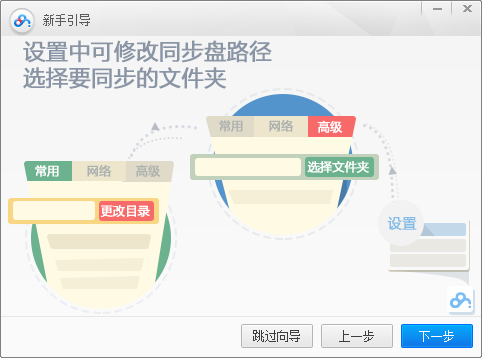 新手引导
设置中可修改同步盘路径
选择要同步的文件夹
常用 网络 高级
选择文件夹
常用 网络 高级
更改目录
设置
跳过向导 上一步 下一步